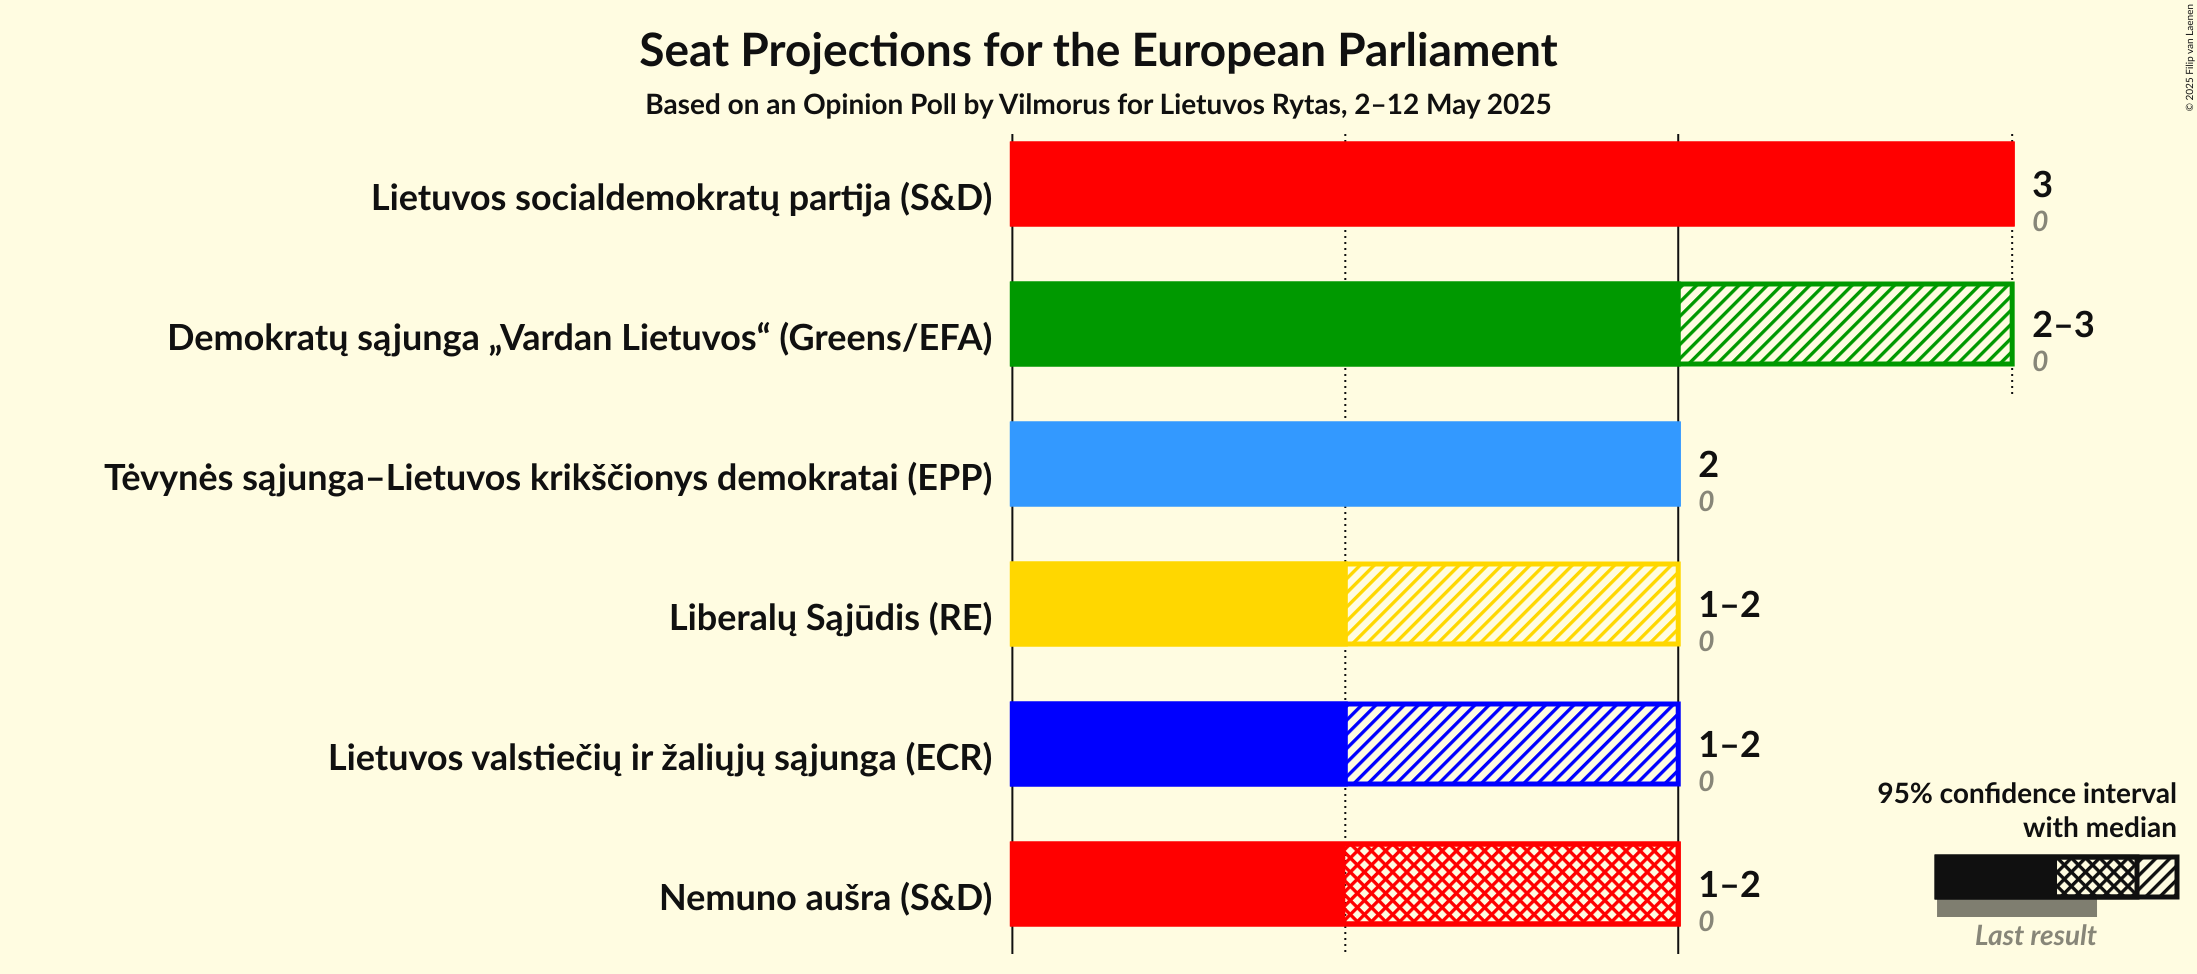 Seat Projections for the European Parliament
Based on an Opinion Poll by Vilmorus for Lietuvos Rytas, 2–12 May 2025
© 2025 Filip van Laenen
Lietuvos socialdemokratų partija (S&D)
3
0
Demokratų sąjunga „Vardan Lietuvos“ (Greens/EFA)
2–3
0
Tėvynės sąjunga–Lietuvos krikščionys demokratai (EPP)
2
0
Liberalų Sąjūdis (RE)
1–2
0
Lietuvos valstiečių ir žaliųjų sąjunga (ECR)
1–2
0
Nemuno aušra (S&D)
1–2
0
95% confidence interval
with median
Last result